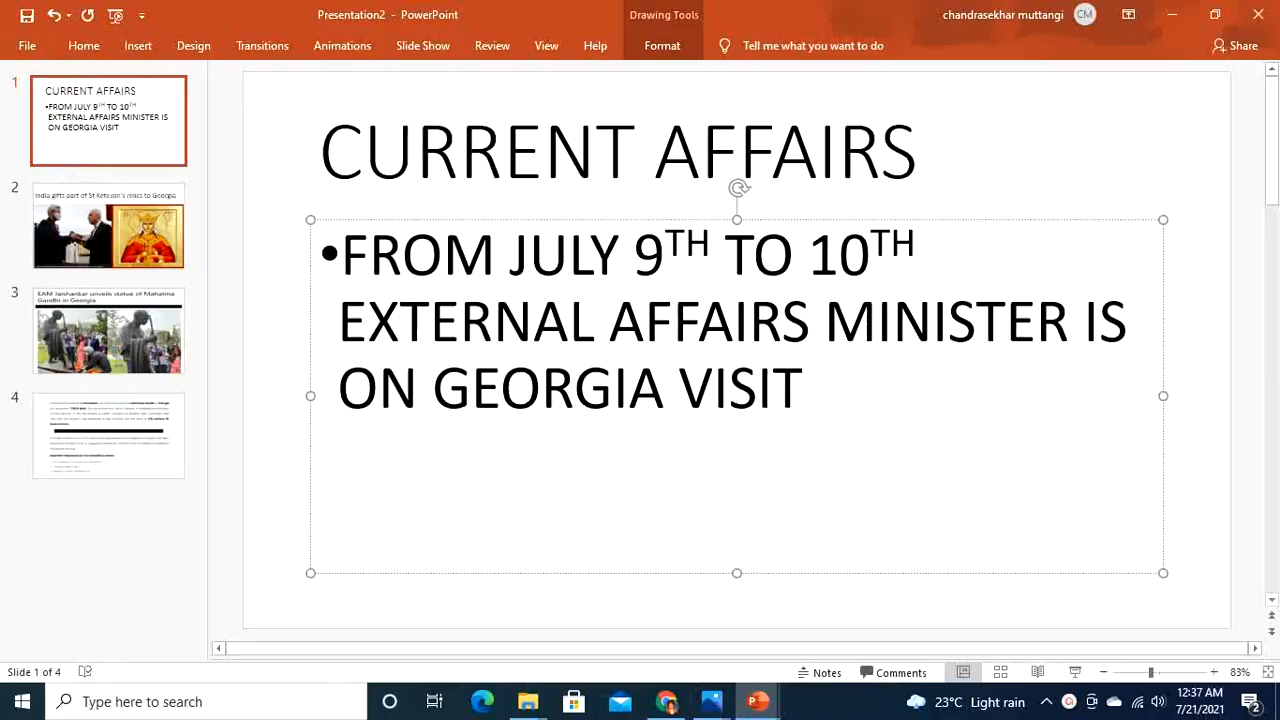 Presentation2 - PowerPoint
Drawing Tools
chandrasekhar muttangi
CM
File Home Insert Design Transitions Animations Slide Show Review View Help Format Tell me what you want to do Share
1
CURRENT AFFAIRS
•FROM JULY 9TH TO 10TH
EXTERNAL AFFAIRS MINISTER IS
ON GEORGIA VISIT
2
India gifts part of St Ketevan's relics to Georgia
3
EAM Jaishankar unveils statue of Mahatma
Gandhi in Georgia
4
CURRENT AFFAIRS
•FROM JULY 9TH TO 10TH
EXTERNAL AFFAIRS MINISTER IS
ON GEORGIA VISIT
Slide 1 of 4
Notes
Comments
83%
Type here to search
23°C Light rain
12:37 AM
7/21/2021
2